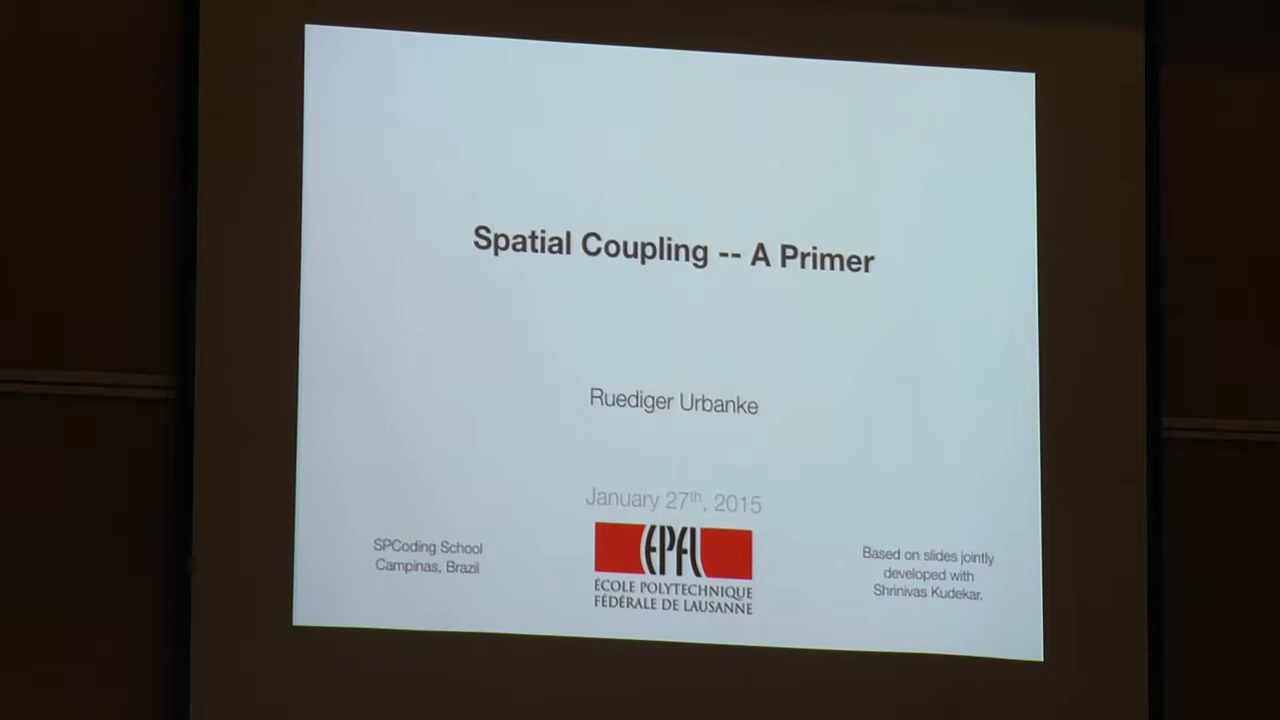 Spatial Coupling -- A Primer
Ruediger Urbanke
January 27th, 2015
SPCoding School
Campinas, Brazil
EPFL
ÉCOLE POLYTECHNIQUE
FÉDÉRALE DE LAUSANNE
Based on slides jointly
developed with
Shrinivas Kudekar.